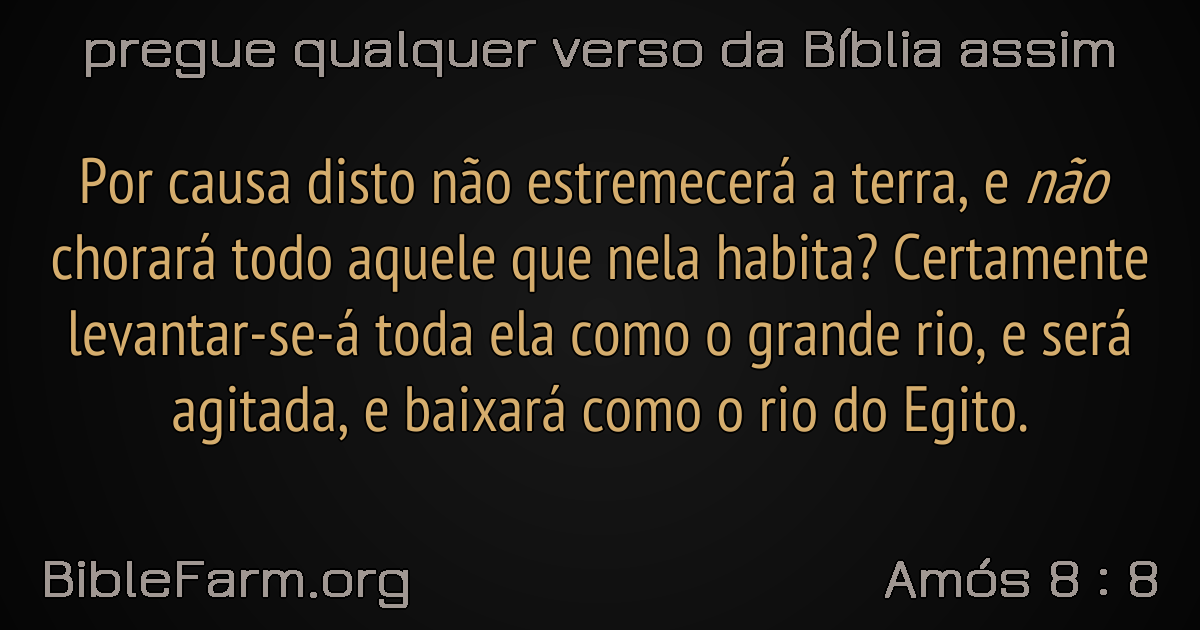 pregue qualquer verso da Bíblia assim
Por causa disto não estremecerá a terra, e não
chorará todo aquele que nela habita? Certamente
levantar-se-á toda ela como o grande rio, e será
agitada, e baixará como o rio do Egito.
BibleFarm.org
Amós 8 : 8